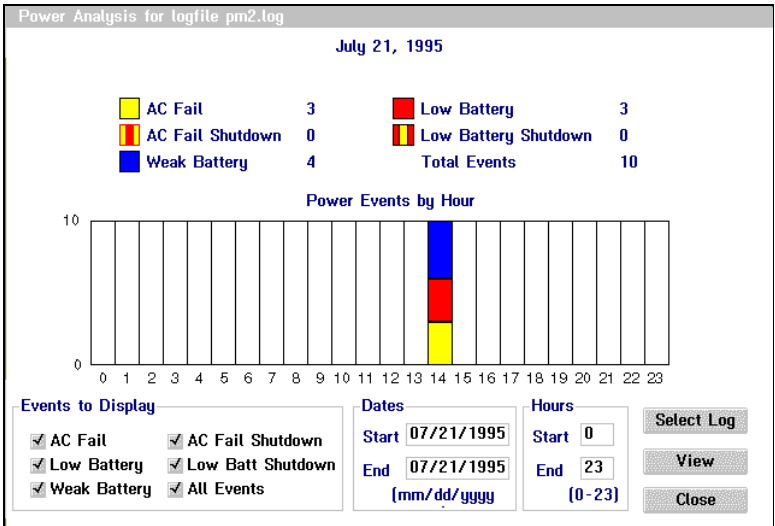 Power Analysis for logfile pm2.log
July 21, 1995
AC Fail 3 Low Battery 3
AC Fail Shutdown 0 Low Battery Shutdown 0
Weak Battery 4 Total Events 10
Power Events by Hour
10
0
0 1 2 3 4 5 6 7 8 9 10 11 12 13 14 15 16 17 18 19 20 21 22 23
Events to Display Dates Hours
AC Fail AC Fail Shutdown Start 07/21/1995 Start 0 Select Log
Low Battery Low Batt Shutdown End 07/21/1995 End 23 View
Weak Battery All Events (mm/dd/yyyy (0-23) Close